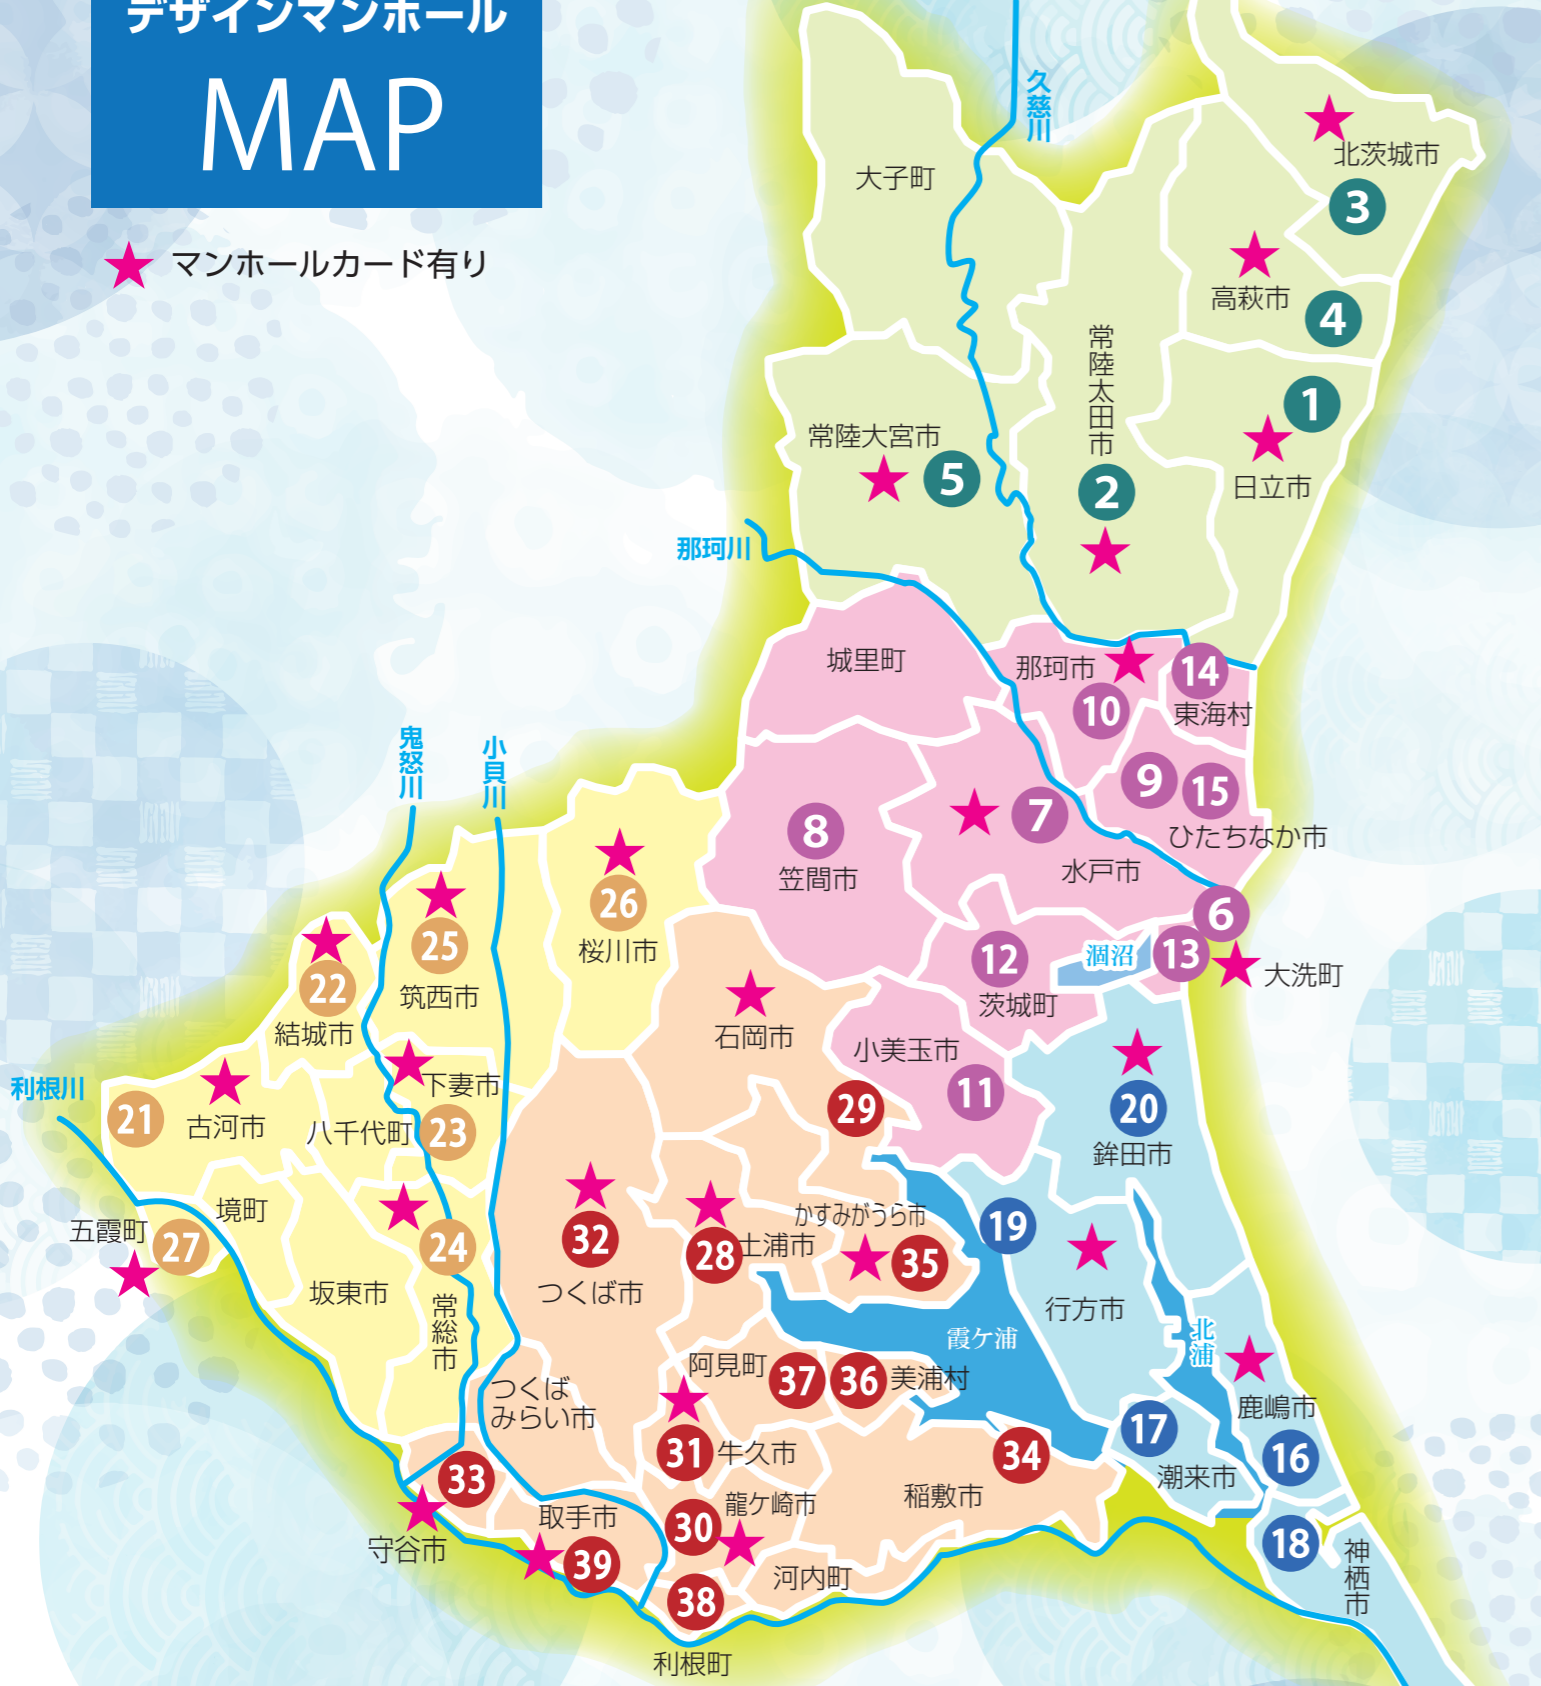 デザインマンホール
MAP
マンホールカード有り
久慈川
大子町
北茨城市
3
高萩市
4
常陸太田市
2
1
日立市
常陸大宮市
5
那珂川
城里町
那珂市
10
14
東海村
9
15
ひたちなか市
鬼怒川
小貝川
8
笠間市
7
水戸市
6
13
大洗町
涸沼
12
茨城町
26
桜川市
25
筑西市
22
結城市
石岡市
小美玉市
11
利根川
21
古河市
下妻市
八千代町
23
29
20
鉾田市
境町
五霞町
27
24
坂東市
常総市
32
つくば市
28
土浦市
かすみがうら市
35
19
行方市
霞ケ浦
北浦
鹿嶋市
16
阿見町
37
36
美浦村
つくば
みらい市
31
牛久市
34
稲敷市
17
潮来市
33
守谷市
取手市
39
30
龍ケ崎市
河内町
38
利根町
18
神栖市